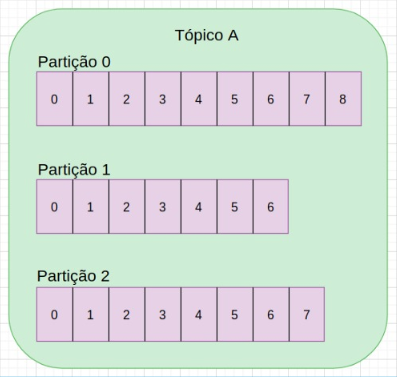 Tópico A
Partição 0
0 1 2 3 4 5 6 7 8
Partição 1
0 1 2 3 4 5 6
Partição 2
0 1 2 3 4 5 6 7